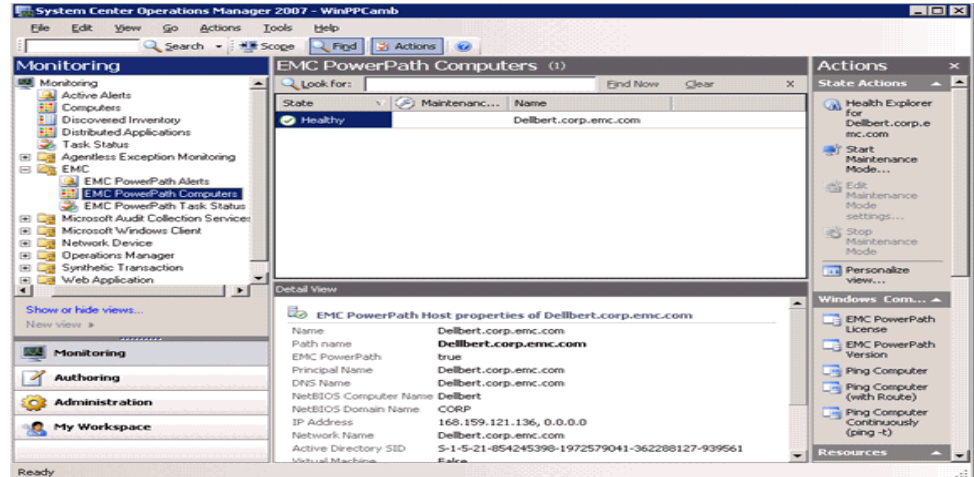 System Center Operations Manager 2007 - WinPPCamb
File Edit View Go Actions Tools Help
Search Scope Find Actions
Monitoring
Monitoring
Active Alerts
Computers
Discovered Inventory
Distributed Applications
Task Status
Agentless Exception Monitoring
EMC
EMC PowerPath Alerts
EMC PowerPath Computers
EMC PowerPath Task Status
Microsoft Audit Collection Services
Microsoft Windows Client
Network Device
Operations Manager
Synthetic Transaction
Web Application
Show or hide views...
New view
Monitoring
Authoring
Administration
My Workspace
EMC PowerPath Computers (1)
Look for: Find Now Clear x
State Maintenanc... Name
Healthy Dellbert.corp.emc.com
Detail View
EMC PowerPath Host properties of Dellbert.corp.emc.com
Name Dellbert.corp.emc.com
Path name Dellbert.corp.emc.com
EMC PowerPath true
Principal Name Dellbert.corp.emc.com
DNS Name Dellbert.corp.emc.com
NetBIOS Computer Name Dellbert
NetBIOS Domain Name CORP
IP Address 168.159.121.136, 0.0.0.0
Network Name Dellbert.corp.emc.com
Active Directory SID S-1-5-21-854245398-1972579041-362288127-939561
Virtual Machine False
Actions x
State Actions
Health Explorer
for
Dellbert.corp.e
mc.com
Start
Maintenance
Mode...
Edit
Maintenance
Mode
settings...
Stop
Maintenance
Mode
Personalize
view...
Windows Com...
EMC PowerPath
License
EMC PowerPath
Version
Ping Computer
Ping Computer
(with Route)
Ping Computer
Continuously
(ping -t)
Resources
Ready